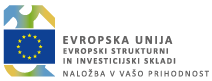 EVROPSKA UNIJA
EVROPSKI STRUKTURNI
IN INVESTICIJSKI SKLADI
NALOŽBA V VAŠO PRIHODNOST